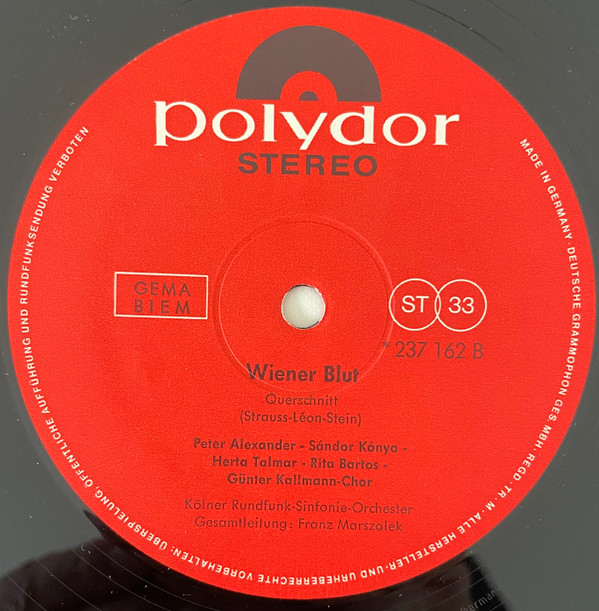 polydor
STEREO
GEMA
BIEM
ST 33
* 237 162 B
Wiener Blut
Querschnitt
(Strauss-Léon-Stein)
Peter Alexander - Sándor Kónya -
Herta Talmar - Rita Bartos -
Günter Kallmann-Chor
Kölner Rundfunk-Sinfonie-Orchester
Gesamtleitung: Franz Marszalek
MADE IN GERMANY · DEUTSCHE GRAMMOPHON GES. MBH · REGD · TR · M · ALLE HERSTELLER- UND URHEBERRECHTE VORBEHALTEN · ÜBERSPIELUNG, ÖFFENTLICHE AUFFÜHRUNG UND RUNDFUNKSENDUNG VERBOTEN